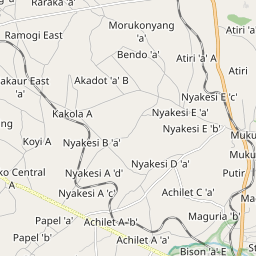 Raraka 'a'
Morukonyang
'a'
Ramogi East
Atiri 'a'
Bendo 'a'
Atiri 'a' A
Atiri
akaur East
'a'
Akadot 'a' B
Nyakesi E 'c'
Kakola A
Nyakesi E 'a'
Nyakesi E 'b'
Koyi A
Nyakesi B 'a'
Muku
Muku
Nyakesi D 'a'
ko Central
A
Nyakesi A 'd'
Putir
Nyakesi A 'c'
Achilet C 'a'
Papel 'a'
Achilet A 'b'
Maguria 'b'
Papel 'b'
Achilet A 'a'
Bison 'a' E